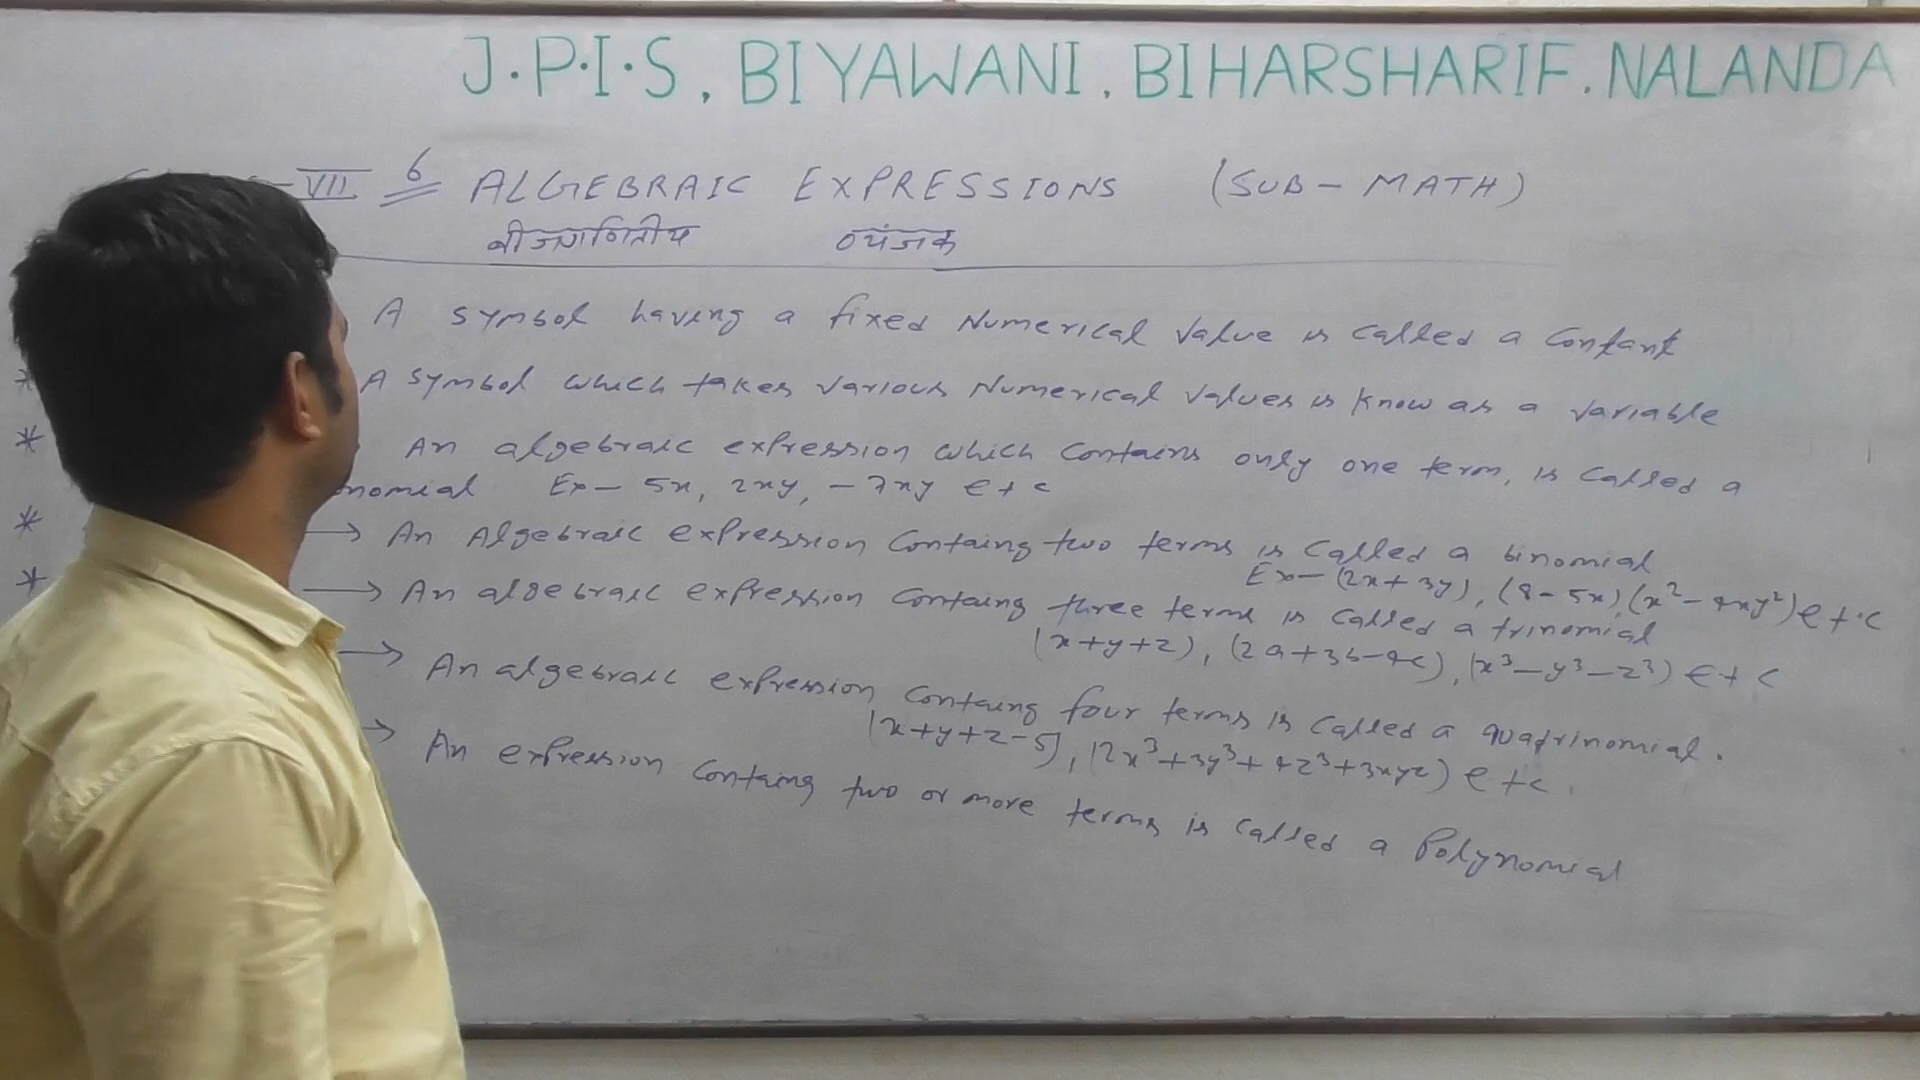 J.P.I.S, BIYAWANI, BIHARSHARIF. NALANDA
VII 6 ALGEBRAIC EXPRESSIONS (SUB - MATH)
बीजगणितीय व्यंजक
A symbol having a fixed Numerical value is called a Contant
* A symbol which takes various Numerical values is know as a variable
* An algebraic expression which contains only one term, is called a
nomial Ex- 5x, 2xy, -7xy etc
* → An Algebraic expression Containg two terms is called a binomial
Ex- (2x+3y), (8-5x), (x²-4xy²) etc
* → An algebraic expression containg three terms is called a trinomial
(x+y+z), (2a+3b-4c), (x³-y³-z³) etc
→ An algebraic expression containg four terms is called a quadrinomial.
(x+y+z-5), (2x³+3y³+4z³+3xyz) etc.
→ An expression Containg two or more terms is called a Polynomial